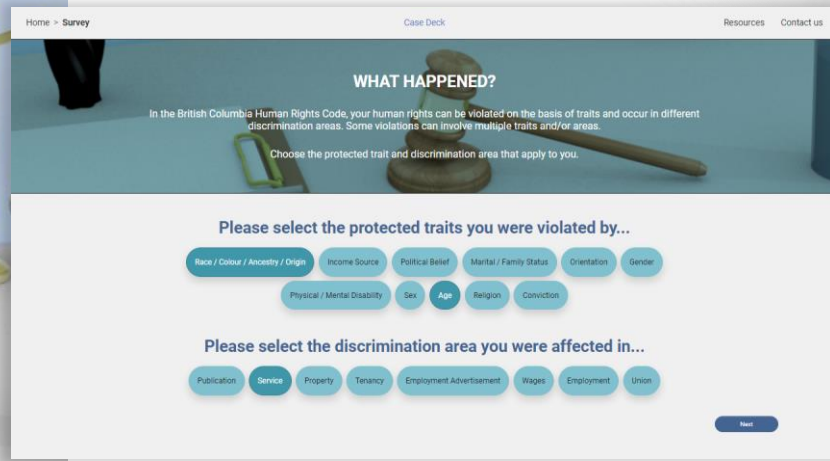 Home > Survey Case Deck Resources Contact us
WHAT HAPPENED?
In the British Columbia Human Rights Code, your human rights can be violated on the basis of traits and occur in different
discrimination areas. Some violations can involve multiple traits and/or areas.
Choose the protected trait and discrimination area that apply to you.
Please select the protected traits you were violated by...
Race / Colour / Ancestry / Origin Income Source Political Belief Marital / Family Status Orientation Gender
Physical / Mental Disability Sex Age Religion Conviction
Please select the discrimination area you were affected in...
Publication Service Property Tenancy Employment Advertisement Wages Employment Union
Next